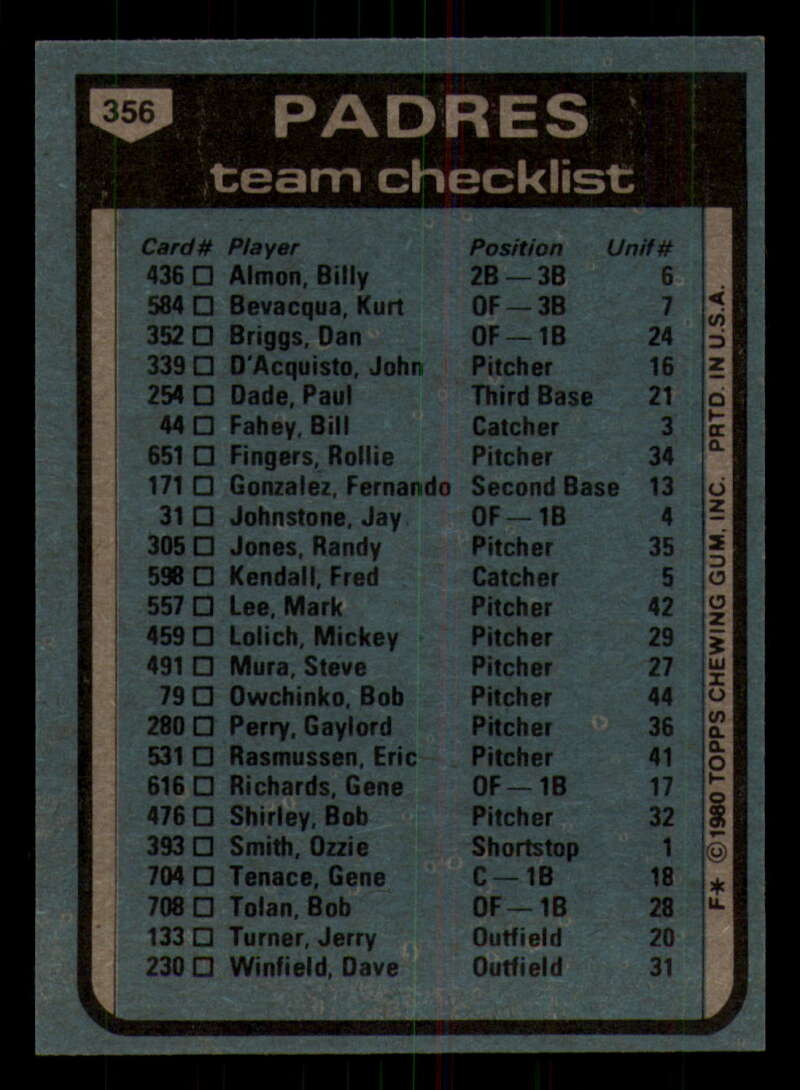 356
PADRES
team checklist
Card# Player Position Unif#
436 Almon, Billy 2B — 3B 6
584 Bevacqua, Kurt OF — 3B 7
352 Briggs, Dan OF — 1B 24
339 D'Acquisto, John Pitcher 16
254 Dade, Paul Third Base 21
44 Fahey, Bill Catcher 3
651 Fingers, Rollie Pitcher 34
171 Gonzalez, Fernando Second Base 13
31 Johnstone, Jay OF — 1B 4
305 Jones, Randy Pitcher 35
598 Kendall, Fred Catcher 5
557 Lee, Mark Pitcher 42
459 Lolich, Mickey Pitcher 29
491 Mura, Steve Pitcher 27
79 Owchinko, Bob Pitcher 44
280 Perry, Gaylord Pitcher 36
531 Rasmussen, Eric Pitcher 41
616 Richards, Gene OF — 1B 17
476 Shirley, Bob Pitcher 32
393 Smith, Ozzie Shortstop 1
704 Tenace, Gene C — 1B 18
708 Tolan, Bob OF — 1B 28
133 Turner, Jerry Outfield 20
230 Winfield, Dave Outfield 31
F* © 1980 TOPPS CHEWING GUM, INC. PRTD. IN U.S.A.